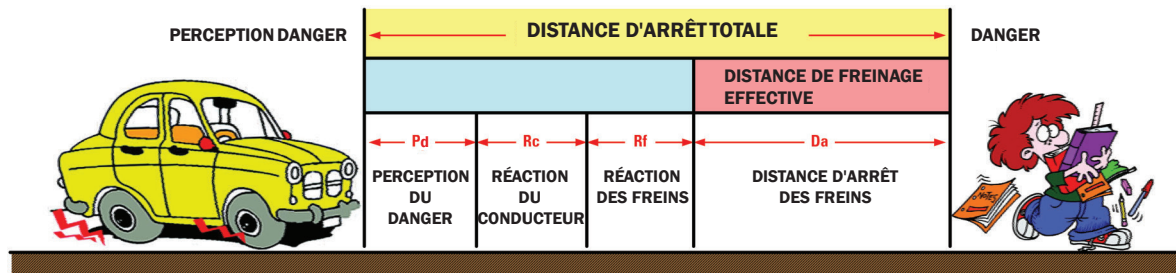 PERCEPTION DANGER
DISTANCE D'ARRÊT TOTALE
DANGER
DISTANCE DE FREINAGE
EFFECTIVE
Pd
Rc
Rf
Da
PERCEPTION
DU
DANGER
RÉACTION
DU
CONDUCTEUR
RÉACTION
DES FREINS
DISTANCE D'ARRÊT
DES FREINS
NOTES